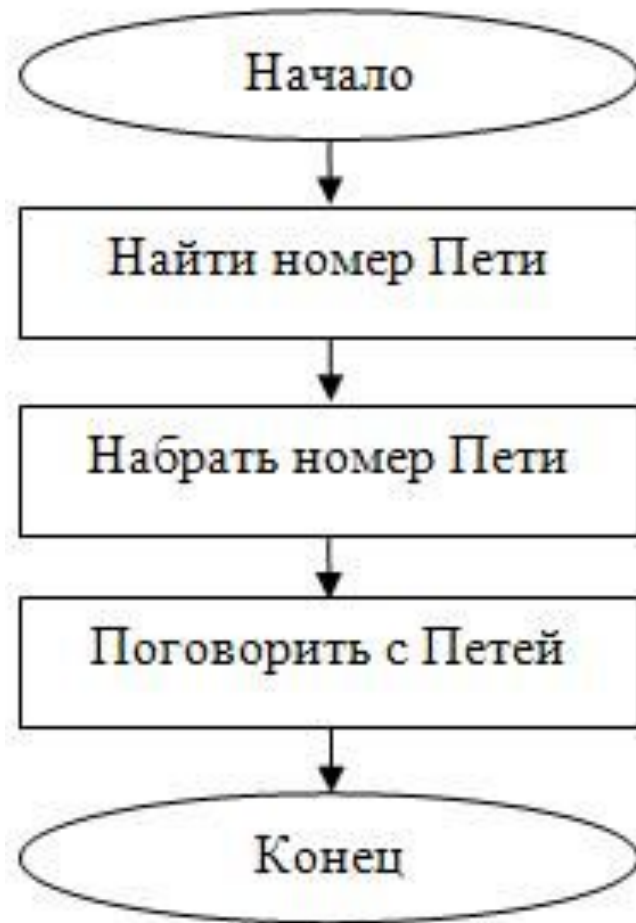 Начало
Найти номер Пети
Набрать номер Пети
Поговорить с Петей
Конец